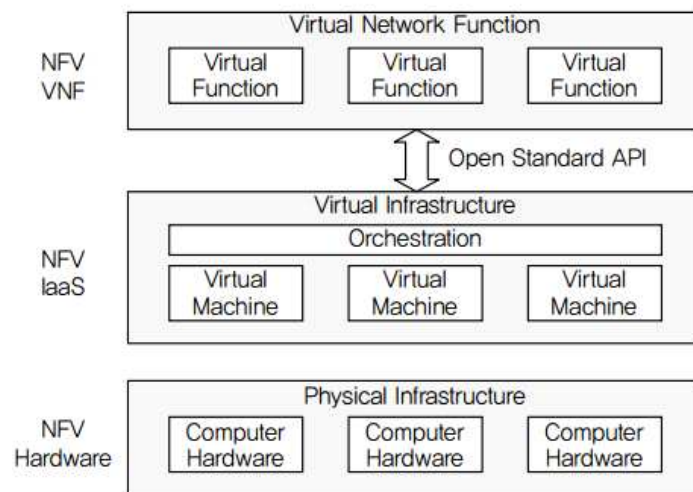 Virtual Network Function
NFV
VNF
Virtual
Function
Virtual
Function
Virtual
Function
Open Standard API
Virtual Infrastructure
Orchestration
NFV
IaaS
Virtual
Machine
Virtual
Machine
Virtual
Machine
Physical Infrastructure
NFV
Hardware
Computer
Hardware
Computer
Hardware
Computer
Hardware